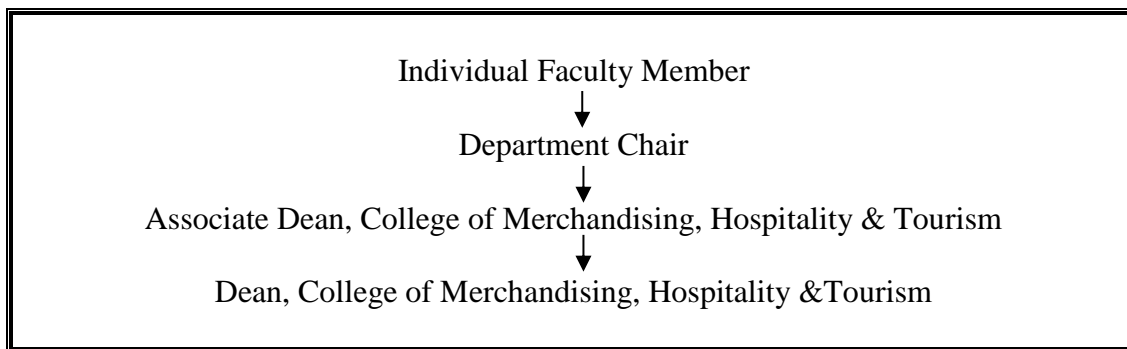 Individual Faculty Member
Department Chair
Associate Dean, College of Merchandising, Hospitality & Tourism
Dean, College of Merchandising, Hospitality &Tourism